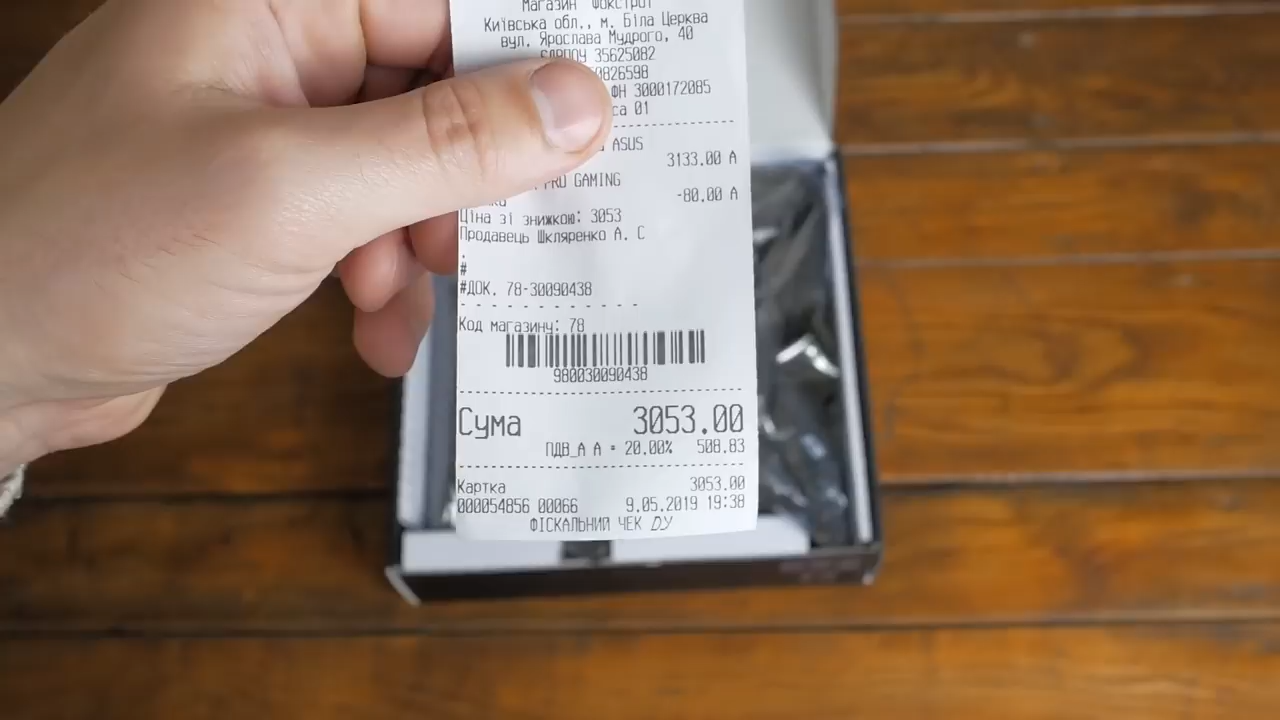 Магазин "Фокстрот"
Київська обл., м. Біла Церква
вул. Ярослава Мудрого, 40
ЄДРПОУ 35625082
ФН 3000172085
01
ASUS
3133.00 А
PRO GAMING
-80.00 А
Ціна зі знижкою: 3053
Продавець Шкляренко А. С
.
#
#ДОК. 78-30090438
Код магазину: 78
980030090438
Сума 3053.00
ПДВ_А А = 20.00% 508.83
Картка 3053.00
000054856 00066 9.05.2019 19:38
ФІСКАЛЬНИЙ ЧЕК